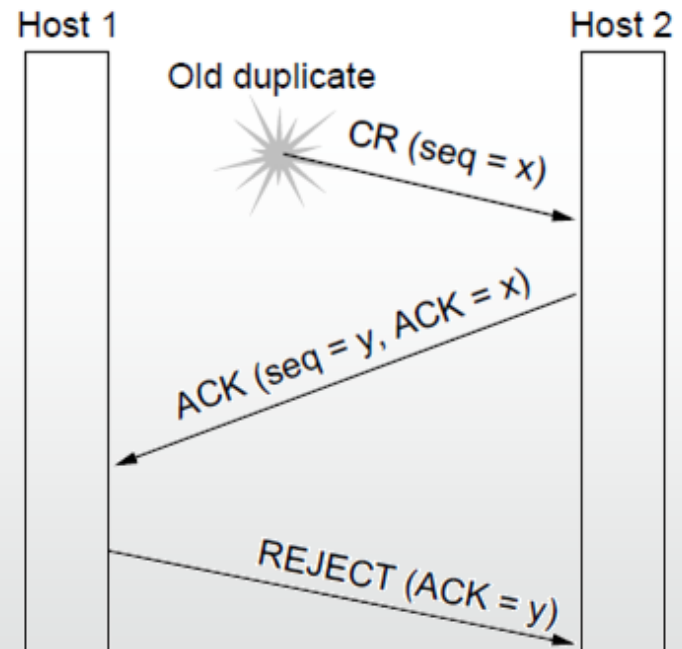 Host 1
Host 2
Old duplicate
CR (seq = x)
ACK (seq = y, ACK = x)
REJECT (ACK = y)